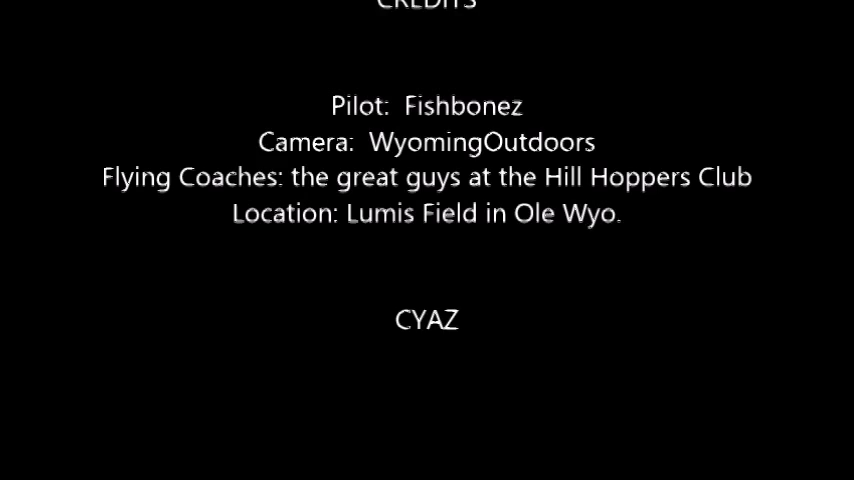 CREDITS
Pilot:  Fishbonez
Camera:  WyomingOutdoors
Flying Coaches: the great guys at the Hill Hoppers Club
Location: Lumis Field in Ole Wyo.
CYAZ